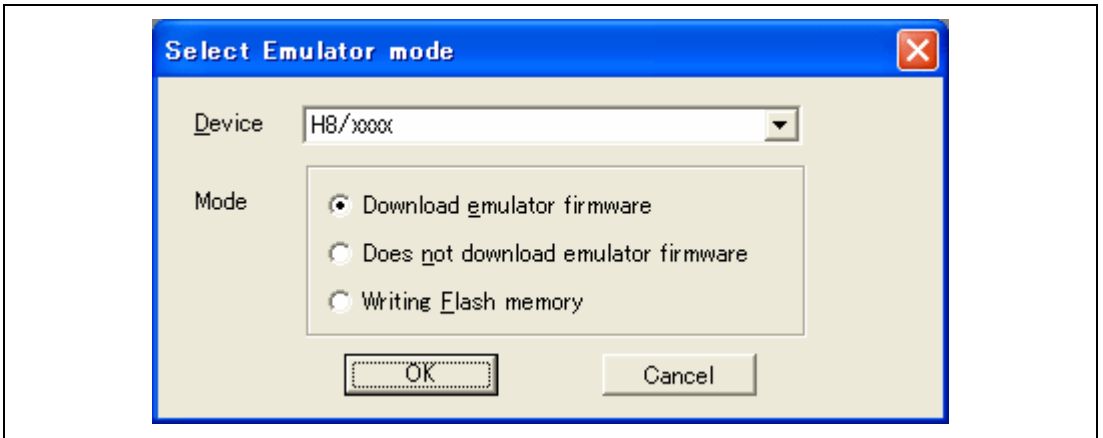 Select Emulator mode
Device H8/xxxx
Mode
Download emulator firmware
Does not download emulator firmware
Writing Flash memory
OK Cancel